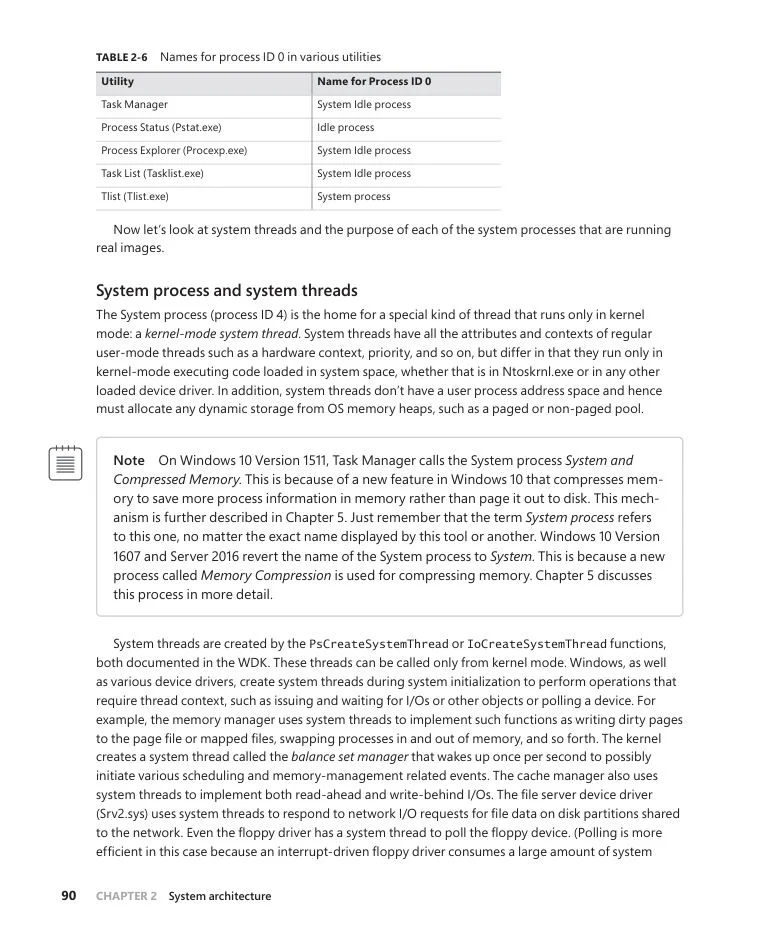 TABLE 2-6 Names for process ID 0 in various utilities
Utility Name for Process ID 0
Task Manager System Idle process
Process Status (Pstat.exe) Idle process
Process Explorer (Procexp.exe) System Idle process
Task List (Tasklist.exe) System Idle process
Tlist (Tlist.exe) System process
Now let’s look at system threads and the purpose of each of the system processes that are running
real images.
System process and system threads
The System process (process ID 4) is the home for a special kind of thread that runs only in kernel
mode: a kernel-mode system thread. System threads have all the attributes and contexts of regular
user-mode threads such as a hardware context, priority, and so on, but differ in that they run only in
kernel-mode executing code loaded in system space, whether that is in Ntoskrnl.exe or in any other
loaded device driver. In addition, system threads don’t have a user process address space and hence
must allocate any dynamic storage from OS memory heaps, such as a paged or non-paged pool.
Note On Windows 10 Version 1511, Task Manager calls the System process System and
Compressed Memory. This is because of a new feature in Windows 10 that compresses mem-
ory to save more process information in memory rather than page it out to disk. This mech-
anism is further described in Chapter 5. Just remember that the term System process refers
to this one, no matter the exact name displayed by this tool or another. Windows 10 Version
1607 and Server 2016 revert the name of the System process to System. This is because a new
process called Memory Compression is used for compressing memory. Chapter 5 discusses
this process in more detail.
System threads are created by the PsCreateSystemThread or IoCreateSystemThread functions,
both documented in the WDK. These threads can be called only from kernel mode. Windows, as well
as various device drivers, create system threads during system initialization to perform operations that
require thread context, such as issuing and waiting for I/Os or other objects or polling a device. For
example, the memory manager uses system threads to implement such functions as writing dirty pages
to the page file or mapped files, swapping processes in and out of memory, and so forth. The kernel
creates a system thread called the balance set manager that wakes up once per second to possibly
initiate various scheduling and memory-management related events. The cache manager also uses
system threads to implement both read-ahead and write-behind I/Os. The file server device driver
(Srv2.sys) uses system threads to respond to network I/O requests for file data on disk partitions shared
to the network. Even the floppy driver has a system thread to poll the floppy device. (Polling is more
efficient in this case because an interrupt-driven floppy driver consumes a large amount of system
90 CHAPTER 2 System architecture